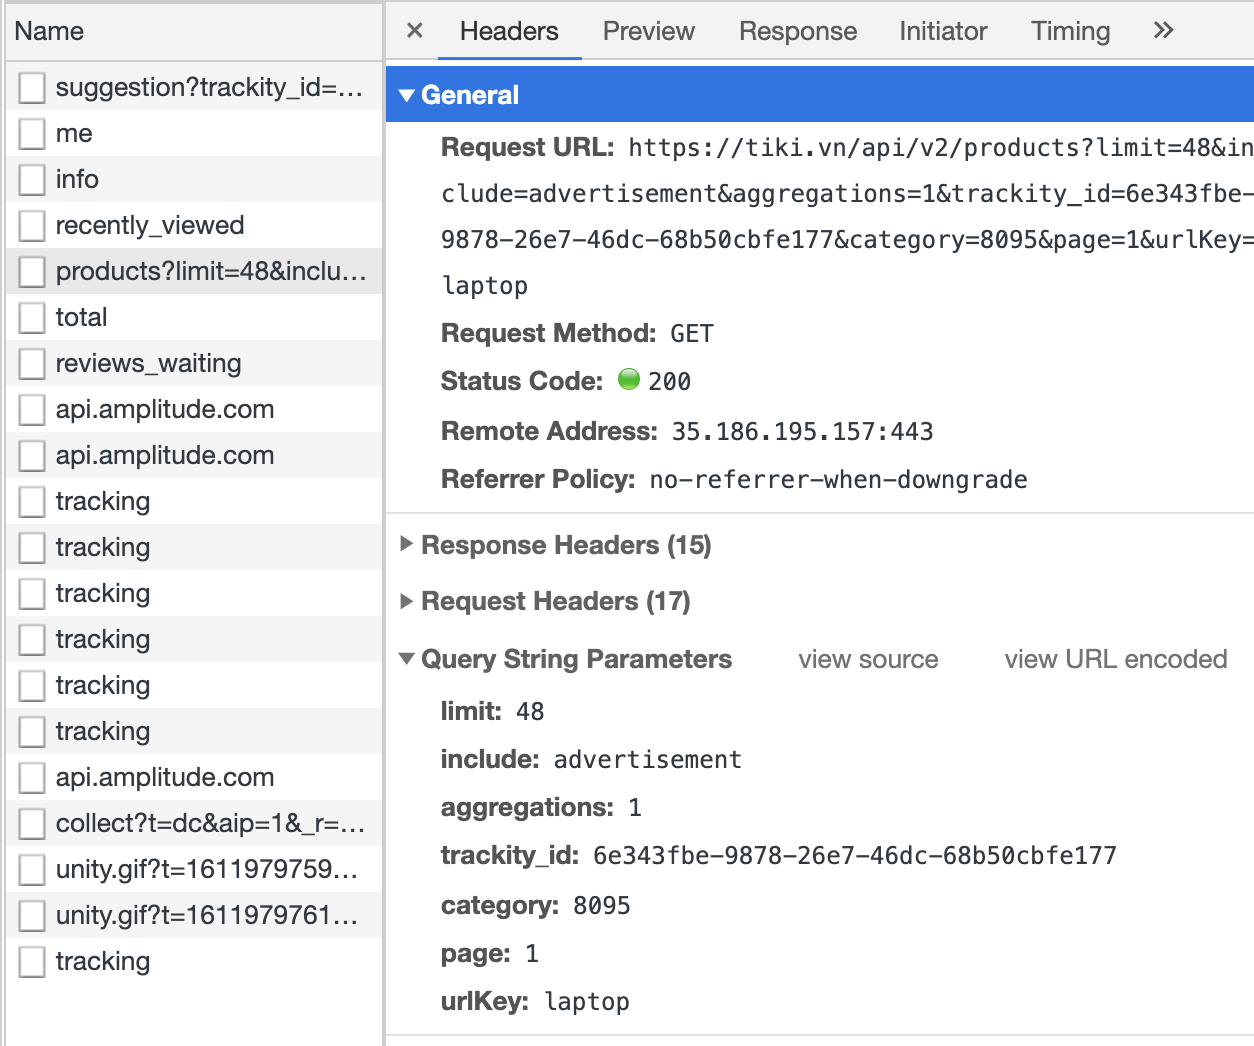 Name
suggestion?trackity_id=...
me
info
recently_viewed
products?limit=48&inclu...
total
reviews_waiting
api.amplitude.com
api.amplitude.com
tracking
tracking
tracking
tracking
tracking
tracking
api.amplitude.com
collect?t=dc&aip=1&_r=...
unity.gif?t=1611979759...
unity.gif?t=1611979761...
tracking
× Headers Preview Response Initiator Timing »
▼ General
Request URL: https://tiki.vn/api/v2/products?limit=48&in
clude=advertisement&aggregations=1&trackity_id=6e343fbe-
9878-26e7-46dc-68b50cbfe177&category=8095&page=1&urlKey=
laptop
Request Method: GET
Status Code: 200
Remote Address: 35.186.195.157:443
Referrer Policy: no-referrer-when-downgrade
▶ Response Headers (15)
▶ Request Headers (17)
▼ Query String Parameters view source view URL encoded
limit: 48
include: advertisement
aggregations: 1
trackity_id: 6e343fbe-9878-26e7-46dc-68b50cbfe177
category: 8095
page: 1
urlKey: laptop